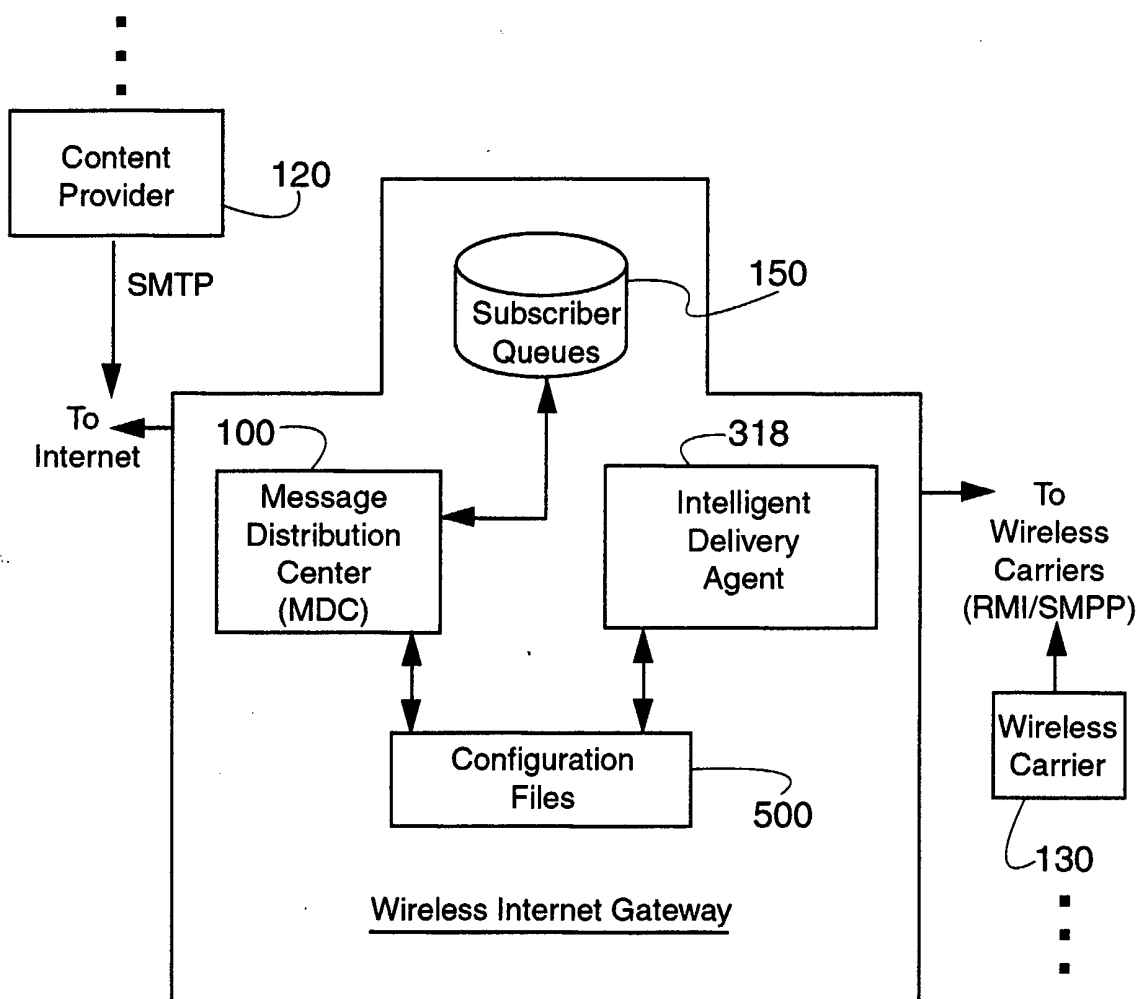 Content
Provider
120
SMTP
To
Internet
Subscriber
Queues
150
100
Message
Distribution
Center
(MDC)
318
Intelligent
Delivery
Agent
To
Wireless
Carriers
(RMI/SMPP)
Wireless
Carrier
130
Configuration
Files
500
Wireless Internet Gateway